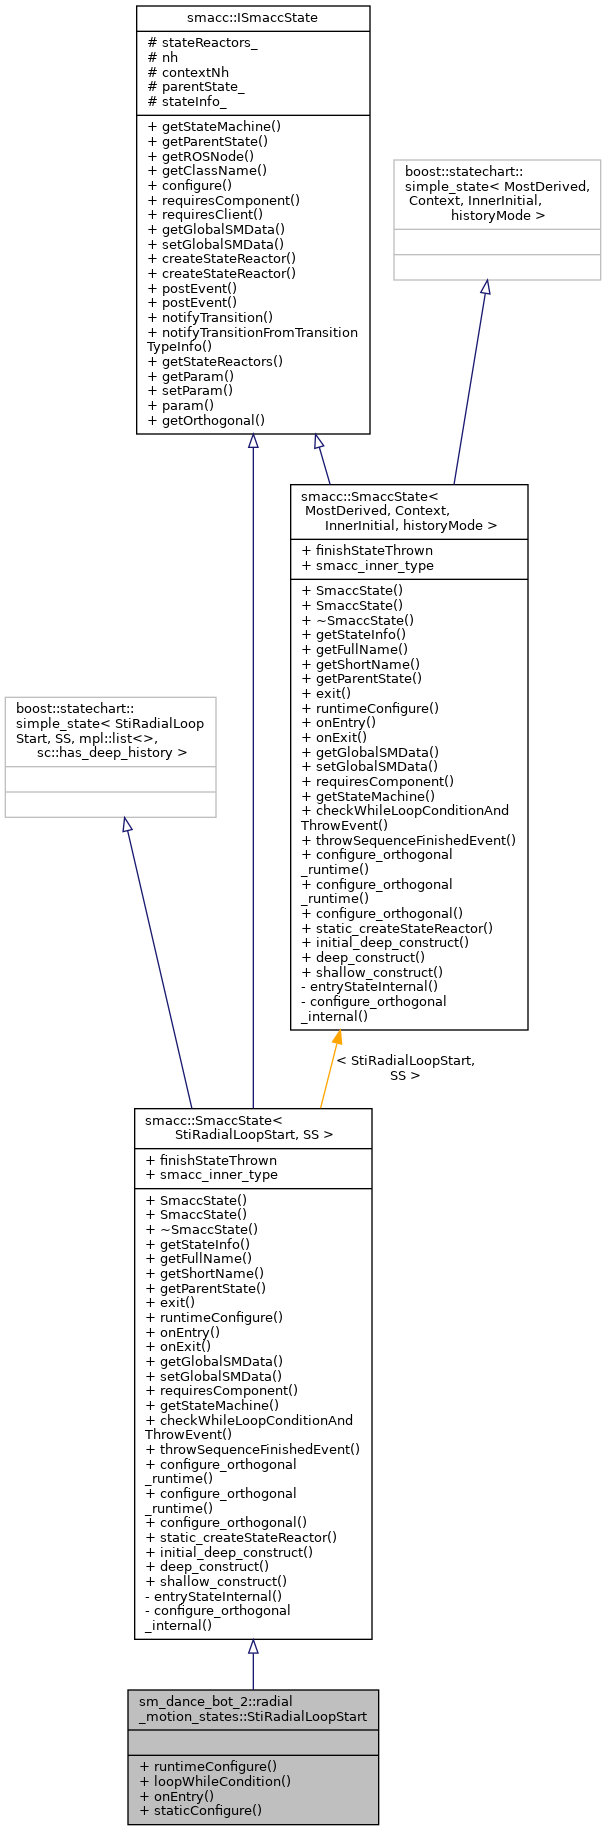 smacc::ISmaccState
# stateReactors_
# nh
# contextNh
# parentState_
# stateInfo_
+ getStateMachine()
+ getParentState()
+ getROSNode()
+ getClassName()
+ configure()
+ requiresComponent()
+ requiresClient()
+ getGlobalSMData()
+ setGlobalSMData()
+ createStateReactor()
+ createStateReactor()
+ postEvent()
+ postEvent()
+ notifyTransition()
+ notifyTransitionFromTransition
TypeInfo()
+ getStateReactors()
+ getParam()
+ setParam()
+ param()
+ getOrthogonal()
boost::statechart::
simple_state< MostDerived,
Context, InnerInitial,
historyMode >
smacc::SmaccState<
MostDerived, Context,
InnerInitial, historyMode >
+ finishStateThrown
+ smacc_inner_type
+ SmaccState()
+ SmaccState()
+ ~SmaccState()
+ getStateInfo()
+ getFullName()
+ getShortName()
+ getParentState()
+ exit()
+ runtimeConfigure()
+ onEntry()
+ onExit()
+ getGlobalSMData()
+ setGlobalSMData()
+ requiresComponent()
+ getStateMachine()
+ checkWhileLoopConditionAnd
ThrowEvent()
+ throwSequenceFinishedEvent()
+ configure_orthogonal
_runtime()
+ configure_orthogonal
_runtime()
+ configure_orthogonal()
+ static_createStateReactor()
+ initial_deep_construct()
+ deep_construct()
+ shallow_construct()
- entryStateInternal()
- configure_orthogonal
_internal()
boost::statechart::
simple_state< StiRadialLoop
Start, SS, mpl::list<>,
sc::has_deep_history >
< StiRadialLoopStart,
SS >
smacc::SmaccState<
StiRadialLoopStart, SS >
+ finishStateThrown
+ smacc_inner_type
+ SmaccState()
+ SmaccState()
+ ~SmaccState()
+ getStateInfo()
+ getFullName()
+ getShortName()
+ getParentState()
+ exit()
+ runtimeConfigure()
+ onEntry()
+ onExit()
+ getGlobalSMData()
+ setGlobalSMData()
+ requiresComponent()
+ getStateMachine()
+ checkWhileLoopConditionAnd
ThrowEvent()
+ throwSequenceFinishedEvent()
+ configure_orthogonal
_runtime()
+ configure_orthogonal
_runtime()
+ configure_orthogonal()
+ static_createStateReactor()
+ initial_deep_construct()
+ deep_construct()
+ shallow_construct()
- entryStateInternal()
- configure_orthogonal
_internal()
sm_dance_bot_2::radial
_motion_states::StiRadialLoopStart
+ runtimeConfigure()
+ loopWhileCondition()
+ onEntry()
+ staticConfigure()